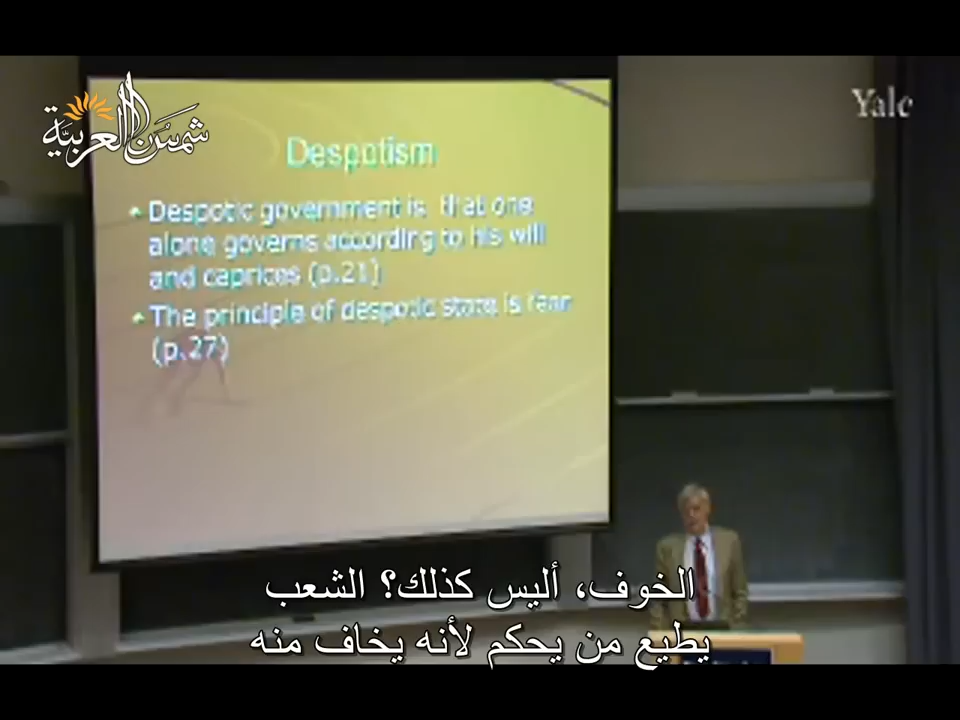 شمس العربية
Yale
Despotism
Despotic government is that one
alone governs according to his will
and caprices (p.21)
The principle of despotic state is fear
(p.27)
الخوف، أليس كذلك؟ الشعب
يطيع من يحكم لأنه يخاف منه